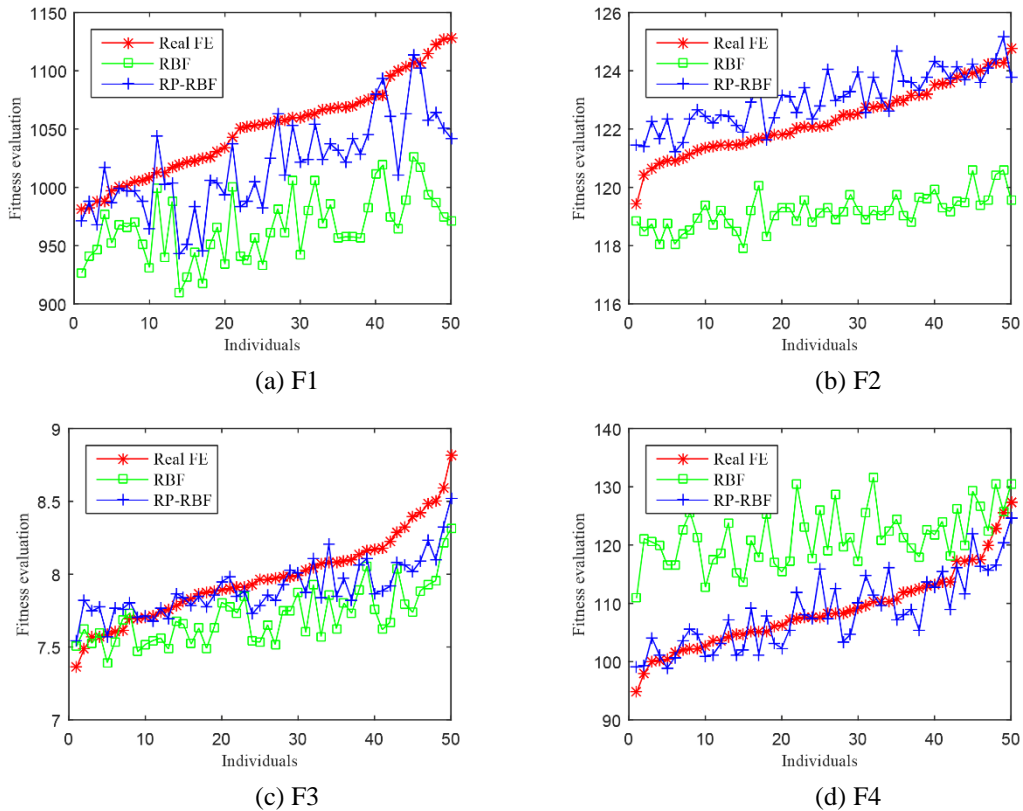 1150
1100
1050
1000
950
900
Fitness evaluation
Real FE
RBF
RP-RBF
0 10 20 30 40 50
Individuals
(a) F1
126
124
122
120
118
116
Fitness evaluation
Real FE
RBF
RP-RBF
0 10 20 30 40 50
Individuals
(b) F2
9
8.5
8
7.5
7
Fitness evaluation
Real FE
RBF
RP-RBF
0 10 20 30 40 50
Individuals
(c) F3
140
130
120
110
100
90
Fitness evaluation
Real FE
RBF
RP-RBF
0 10 20 30 40 50
Individuals
(d) F4